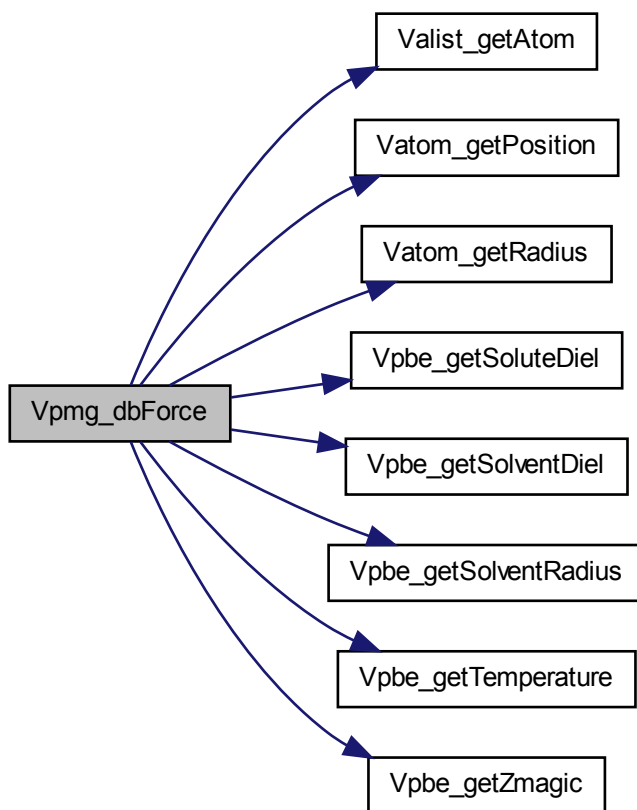 Valist_getAtom
Vatom_getPosition
Vatom_getRadius
Vpbe_getSoluteDiel
Vpmg_dbForce
Vpbe_getSolventDiel
Vpbe_getSolventRadius
Vpbe_getTemperature
Vpbe_getZmagic